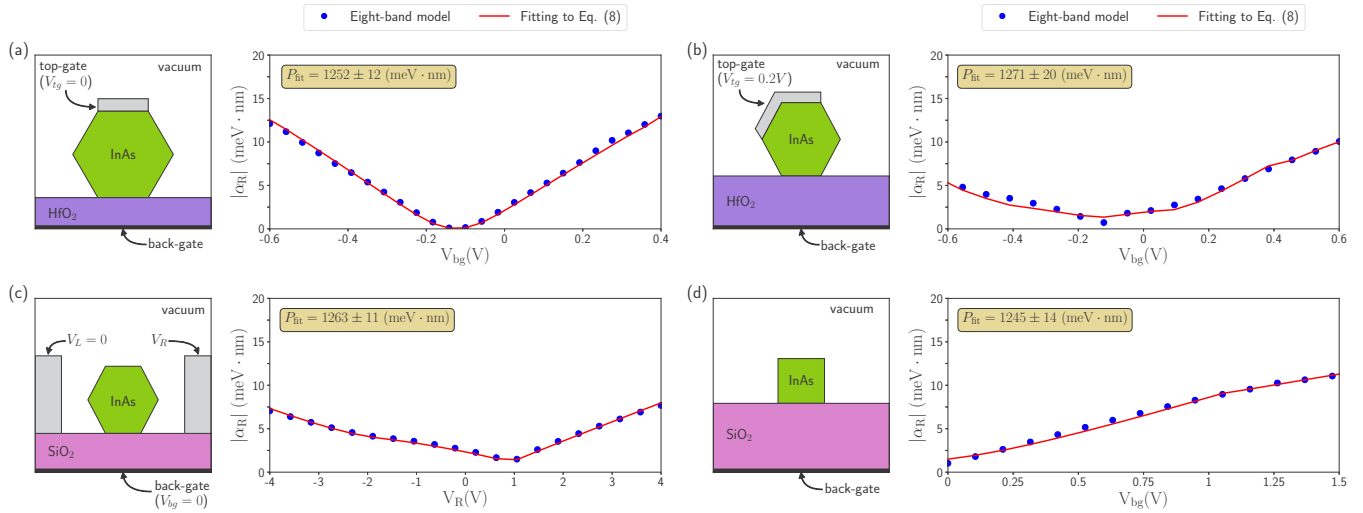 Eight-band model
Fitting to Eq. (8)
Eight-band model
Fitting to Eq. (8)
(a)
top-gate
(V_tg = 0)
vacuum
InAs
HfO₂
back-gate
P_fit = 1252 ± 12 (meV · nm)
|α_R| (meV · nm)
20
15
10
5
0
-0.6 -0.4 -0.2 0 0.2 0.4
V_bg(V)
(b)
top-gate
(V_tg = 0.2V)
vacuum
InAs
HfO₂
back-gate
P_fit = 1271 ± 20 (meV · nm)
|α_R| (meV · nm)
20
15
10
5
0
-0.6 -0.4 -0.2 0 0.2 0.4 0.6
V_bg(V)
(c)
vacuum
V_L = 0
V_R
InAs
SiO₂
back-gate
(V_bg = 0)
P_fit = 1263 ± 11 (meV · nm)
|α_R| (meV · nm)
20
15
10
5
0
-4 -3 -2 -1 0 1 2 3 4
V_R(V)
(d)
vacuum
InAs
SiO₂
back-gate
P_fit = 1245 ± 14 (meV · nm)
|α_R| (meV · nm)
20
15
10
5
0
0 0.25 0.5 0.75 1 1.25 1.5
V_bg(V)